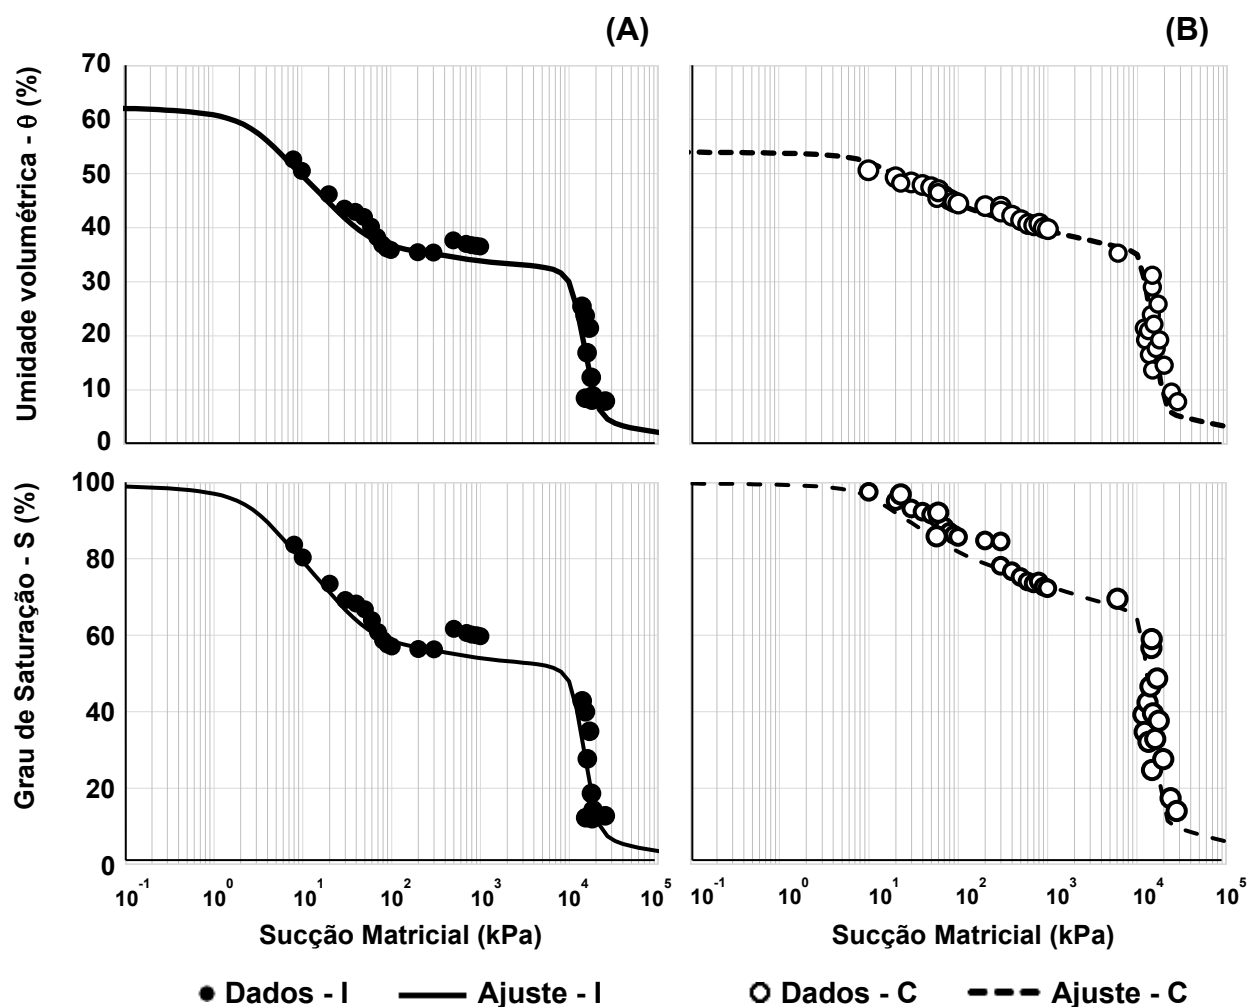 (A)
(B)
Umidade volumétrica - θ (%)
70
60
50
40
30
20
10
0
Grau de Saturação - S (%)
100
80
60
40
20
0
10⁻¹ 10⁰ 10¹ 10² 10³ 10⁴ 10⁵
10⁻¹ 10⁰ 10¹ 10² 10³ 10⁴ 10⁵
Sucção Matricial (kPa)
Sucção Matricial (kPa)
Dados - I
Ajuste - I
Dados - C
Ajuste - C